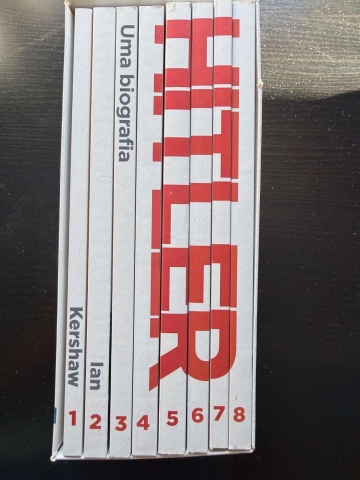 HITLER
Uma biografia
Ian
Kershaw
1 2 3 4 5 6 7 8